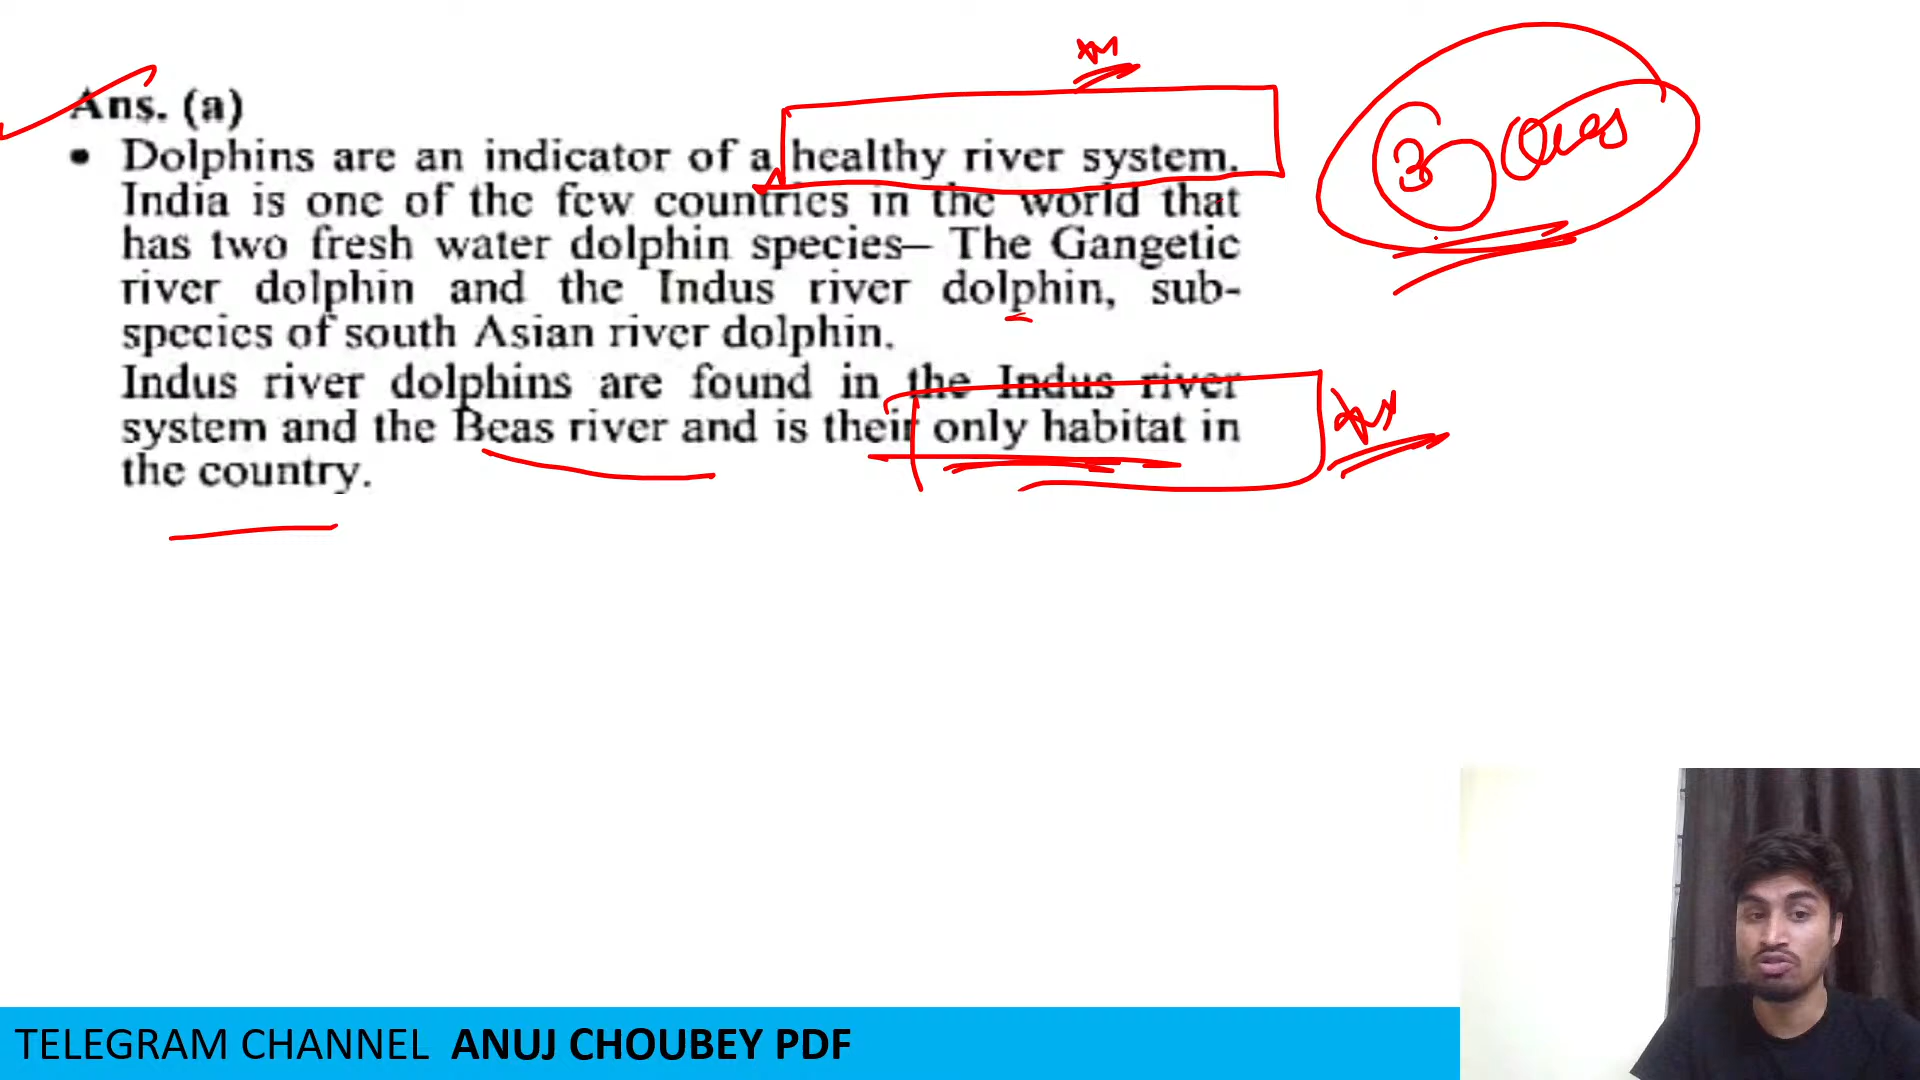 Ans. (a)
• Dolphins are an indicator of a healthy river system.
India is one of the few countries in the world that
has two fresh water dolphin species– The Gangetic
river dolphin and the Indus river dolphin, sub-
species of south Asian river dolphin.
Indus river dolphins are found in the Indus river
system and the Beas river and is their only habitat in
the country.
3 Ques
TELEGRAM CHANNEL ANUJ CHOUBEY PDF